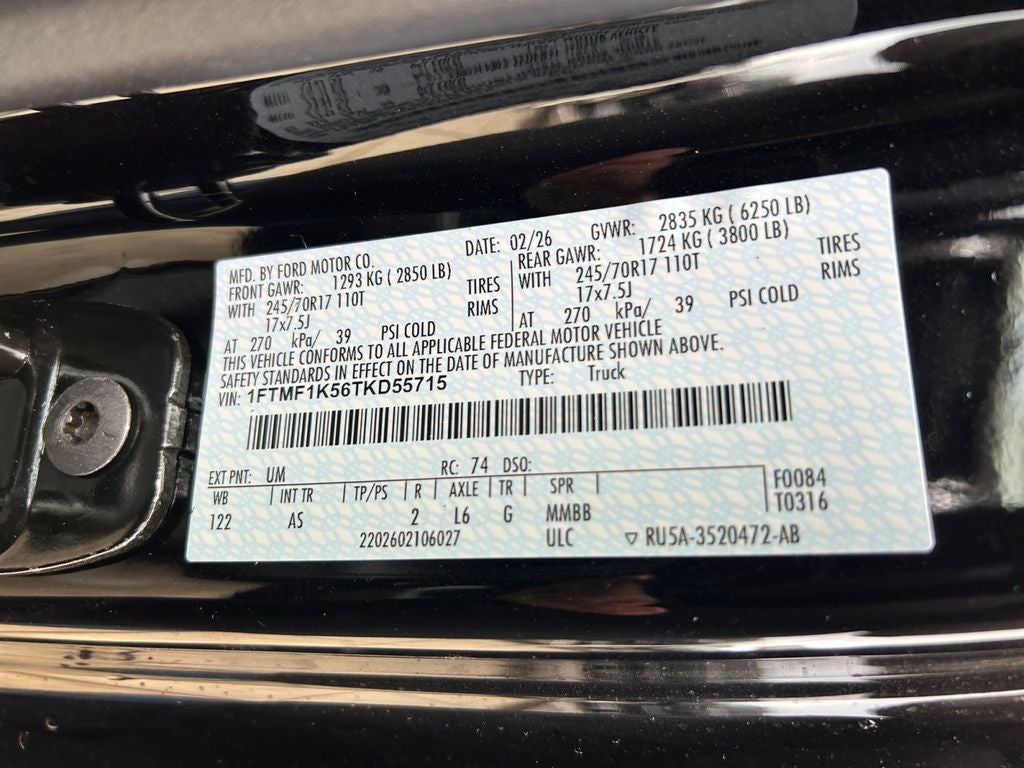 MFD. BY FORD MOTOR CO. DATE: 02/26 GVWR: 2835 KG ( 6250 LB)
FRONT GAWR: 1293 KG ( 2850 LB) REAR GAWR: 1724 KG ( 3800 LB)
WITH 245/70R17 110T TIRES WITH 245/70R17 110T TIRES
17x7.5J RIMS 17x7.5J RIMS
AT 270 kPa/ 39 PSI COLD AT 270 kPa/ 39 PSI COLD
THIS VEHICLE CONFORMS TO ALL APPLICABLE FEDERAL MOTOR VEHICLE
SAFETY STANDARDS IN EFFECT ON THE DATE OF MANUFACTURE SHOWN ABOVE.
VIN: 1FTMF1K56TKD55715 TYPE: Truck
EXT PNT: UM RC: 74 DSO:
WB INT TR TP/PS R AXLE TR SPR F0084
122 AS 2 L6 G MMBB T0316
2202602106027 ULC ▽ RU5A-3520472-AB